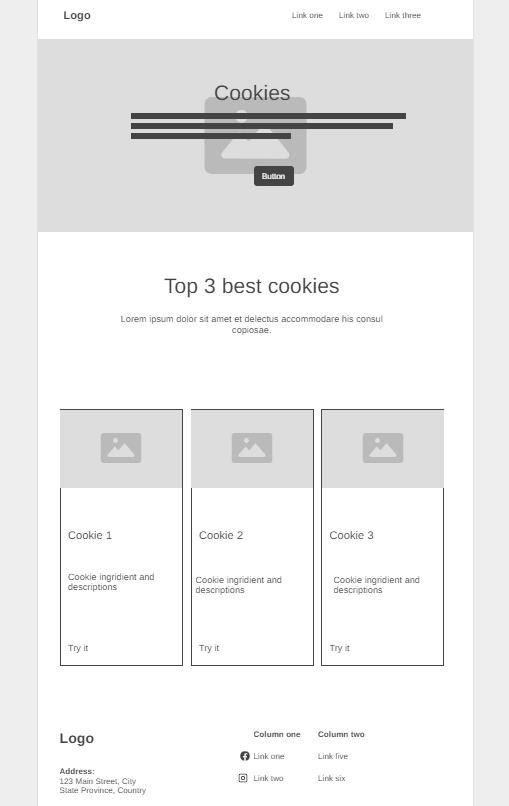 Logo
Link one Link two Link three
Cookies
Button
Top 3 best cookies
Lorem ipsum dolor sit amet et delectus accommodare his consul
copiosae.
Cookie 1
Cookie ingridient and
descriptions
Try it
Cookie 2
Cookie ingridient and
descriptions
Try it
Cookie 3
Cookie ingridient and
descriptions
Try it
Logo
Address:
123 Main Street, City
State Province, Country
Column one
Link one
Link two
Column two
Link five
Link six